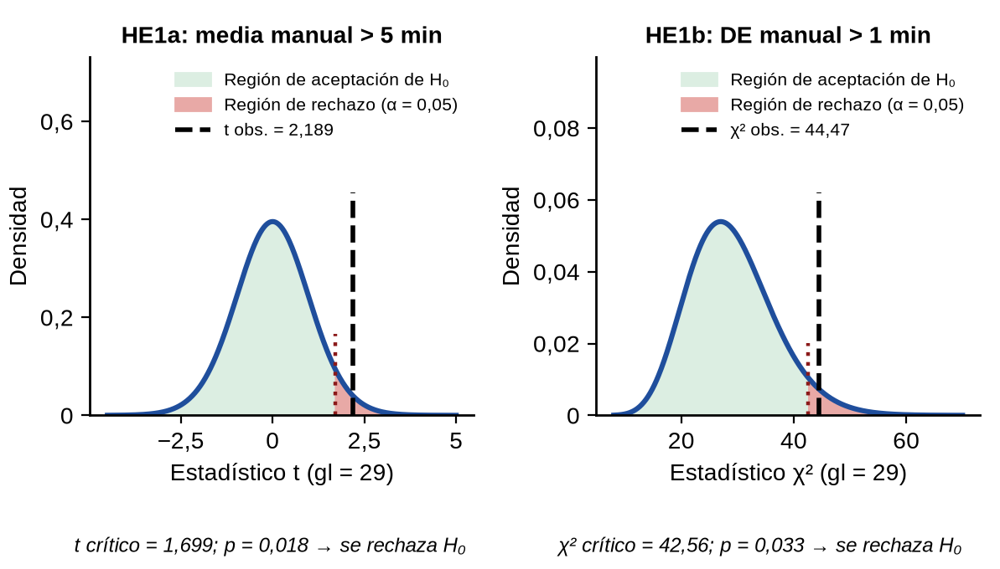 HE1a: media manual > 5 min
Región de aceptación de H₀
Región de rechazo (α = 0,05)
t obs. = 2,189
0,6
0,4
0,2
0
Densidad
−2,5
0
2,5
5
Estadístico t (gl = 29)
t crítico = 1,699; p = 0,018 → se rechaza H₀
HE1b: DE manual > 1 min
Región de aceptación de H₀
Región de rechazo (α = 0,05)
χ² obs. = 44,47
0,08
0,06
0,04
0,02
0
Densidad
20
40
60
Estadístico χ² (gl = 29)
χ² crítico = 42,56; p = 0,033 → se rechaza H₀